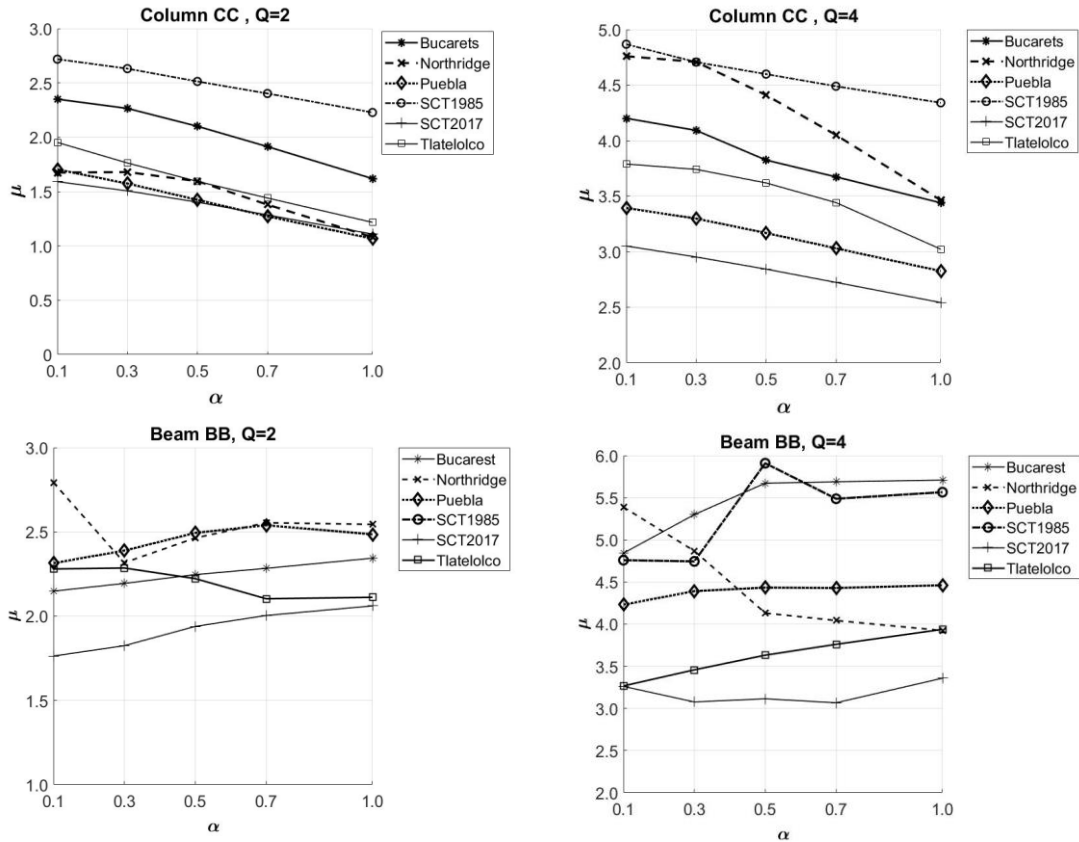 Column CC , Q=2
3.0
2.5
2.0
1.5
1.0
0.5
0
μ
0.1 0.3 0.5 0.7 1.0
α
Bucarets
Northridge
Puebla
SCT1985
SCT2017
Tlatelolco
Column CC , Q=4
5.0
4.5
4.0
3.5
3.0
2.5
2.0
μ
0.1 0.3 0.5 0.7 1.0
α
Bucarets
Northridge
Puebla
SCT1985
SCT2017
Tlatelolco
Beam BB, Q=2
3.0
2.5
2.0
1.5
1.0
μ
0.1 0.3 0.5 0.7 1.0
α
Bucarest
Northridge
Puebla
SCT1985
SCT2017
Tlatelolco
Beam BB, Q=4
6.0
5.5
5.0
4.5
4.0
3.5
3.0
2.5
2.0
μ
0.1 0.3 0.5 0.7 1.0
α
Bucarest
Northridge
Puebla
SCT1985
SCT2017
Tlatelolco